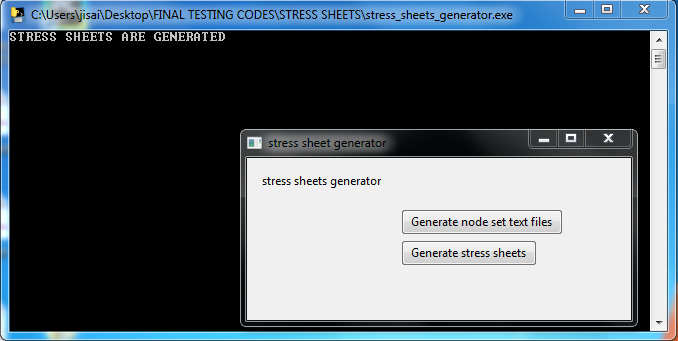 C:\Users\jisai\Desktop\FINAL TESTING CODES\STRESS SHEETS\stress_sheets_generator.exe
STRESS SHEETS ARE GENERATED
stress sheet generator
stress sheets generator
Generate node set text files
Generate stress sheets